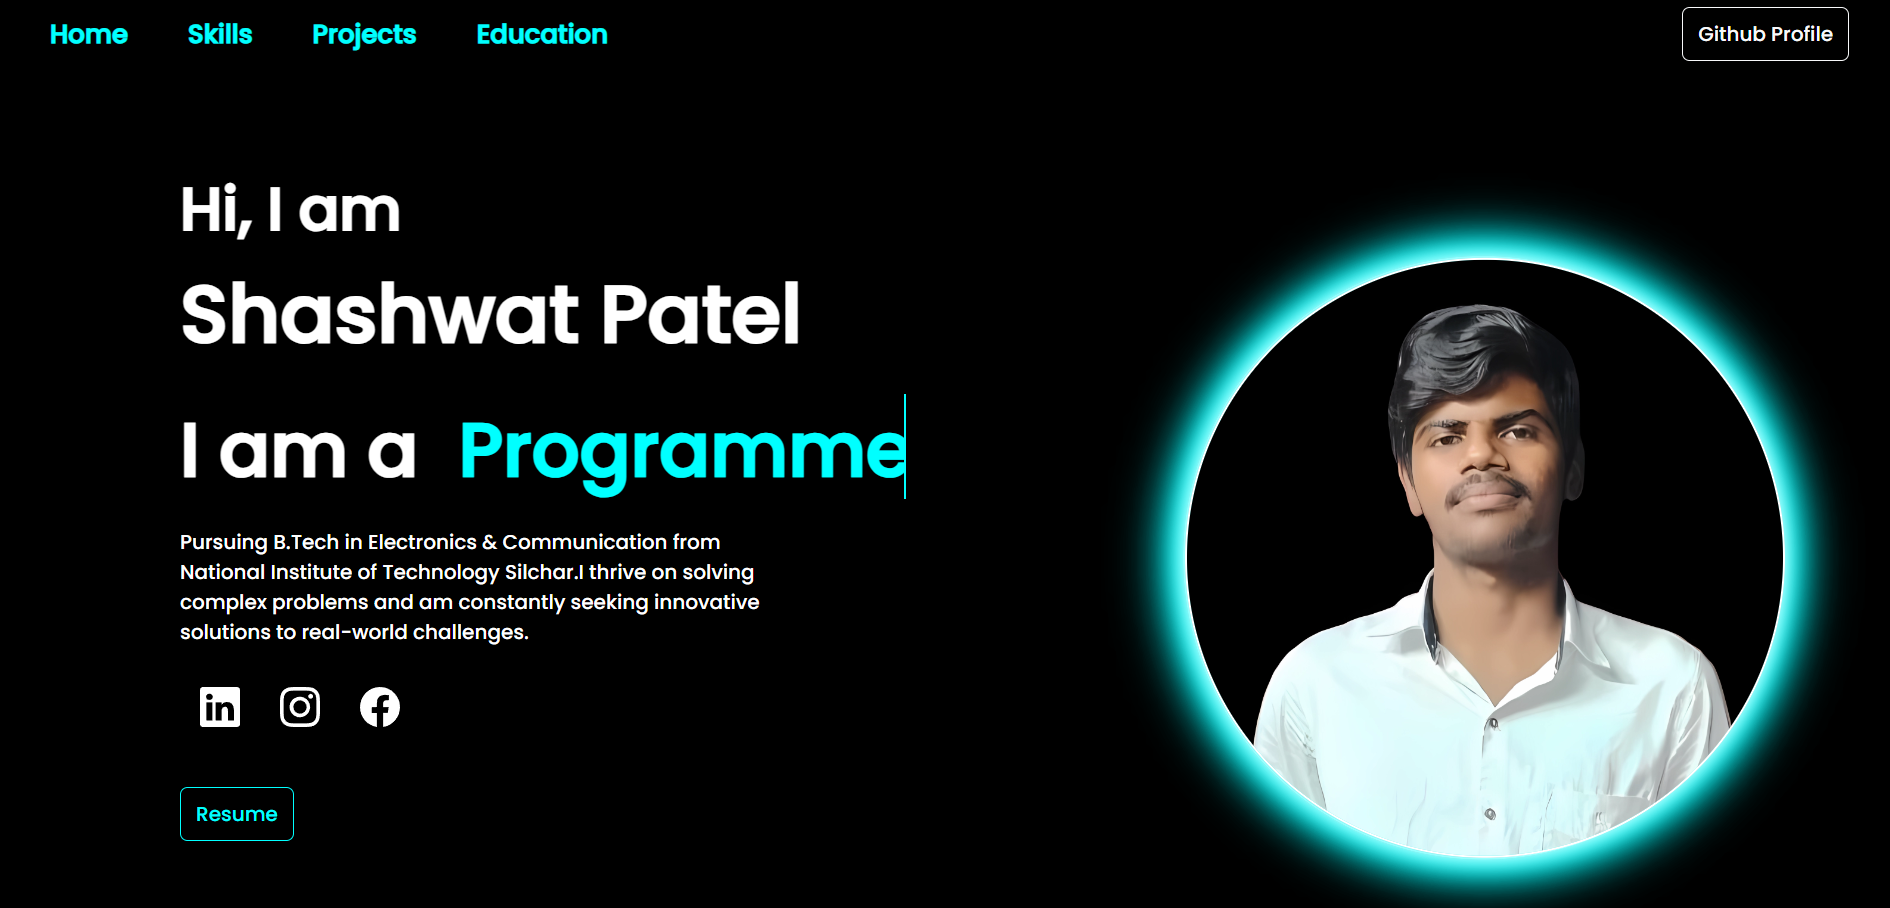 Home Skills Projects Education Github Profile
Hi, I am
Shashwat Patel
I am a Programme
Pursuing B.Tech in Electronics & Communication from
National Institute of Technology Silchar.I thrive on solving
complex problems and am constantly seeking innovative
solutions to real-world challenges.
in
Resume